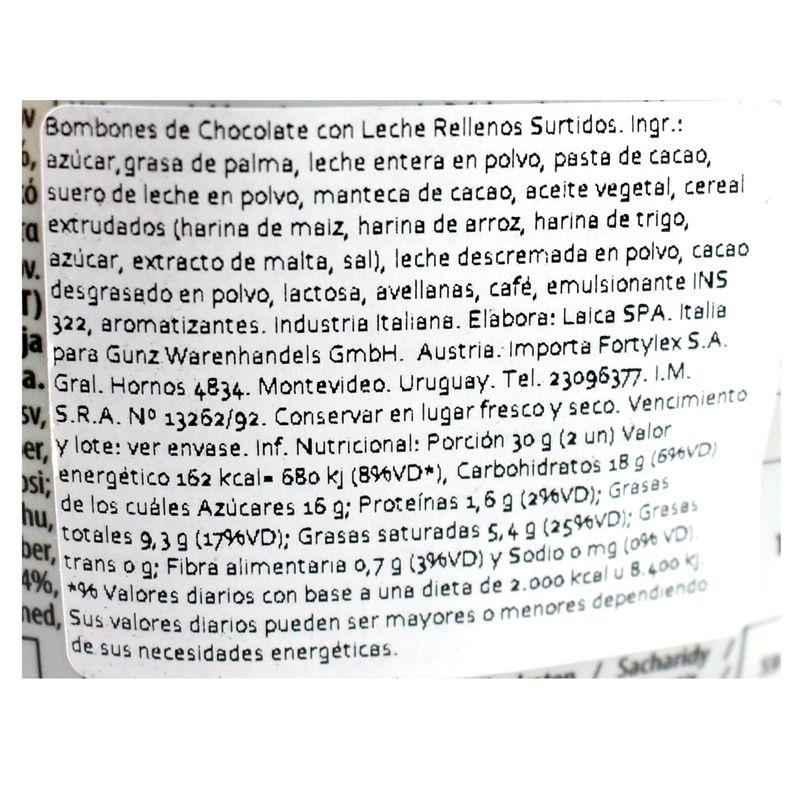 Bombones de Chocolate con Leche Rellenos Surtidos. Ingr.:
azúcar,grasa de palma, leche entera en polvo, pasta de cacao,
suero de leche en polvo, manteca de cacao, aceite vegetal, cereal
extrudados (harina de maiz, harina de arroz, harina de trigo,
azúcar, extracto de malta, sal), leche descremada en polvo, cacao
desgrasado en polvo, lactosa, avellanas, café, emulsionante INS
322, aromatizantes. Industria Italiana. Elabora: Laica SPA. Italia
para Gunz Warenhandels GmbH. Austria. Importa Fortylex S.A.
Gral. Hornos 4834. Montevideo. Uruguay. Tel. 23096377. I.M.
S.R.A. Nº 13262/92. Conservar en lugar fresco y seco. Vencimiento
y lote: ver envase. Inf. Nutricional: Porción 30 g (2 un) Valor
energético 162 kcal= 680 kj (8%VD*), Carbohidratos 18 g (6%VD)
de los cuáles Azúcares 16 g; Proteínas 1,6 g (2%VD); Grasas
totales 9,3 g (17%VD); Grasas saturadas 5,4 g (25%VD); Grasas
trans 0 g; Fibra alimentaria 0,7 g (3%VD) y Sodio 0 mg (0% VD).
*% Valores diarios con base a una dieta de 2.000 kcal u 8.400 kj.
Sus valores diarios pueden ser mayores o menores dependiendo
de sus necesidades energéticas.
/ Sacharidy /